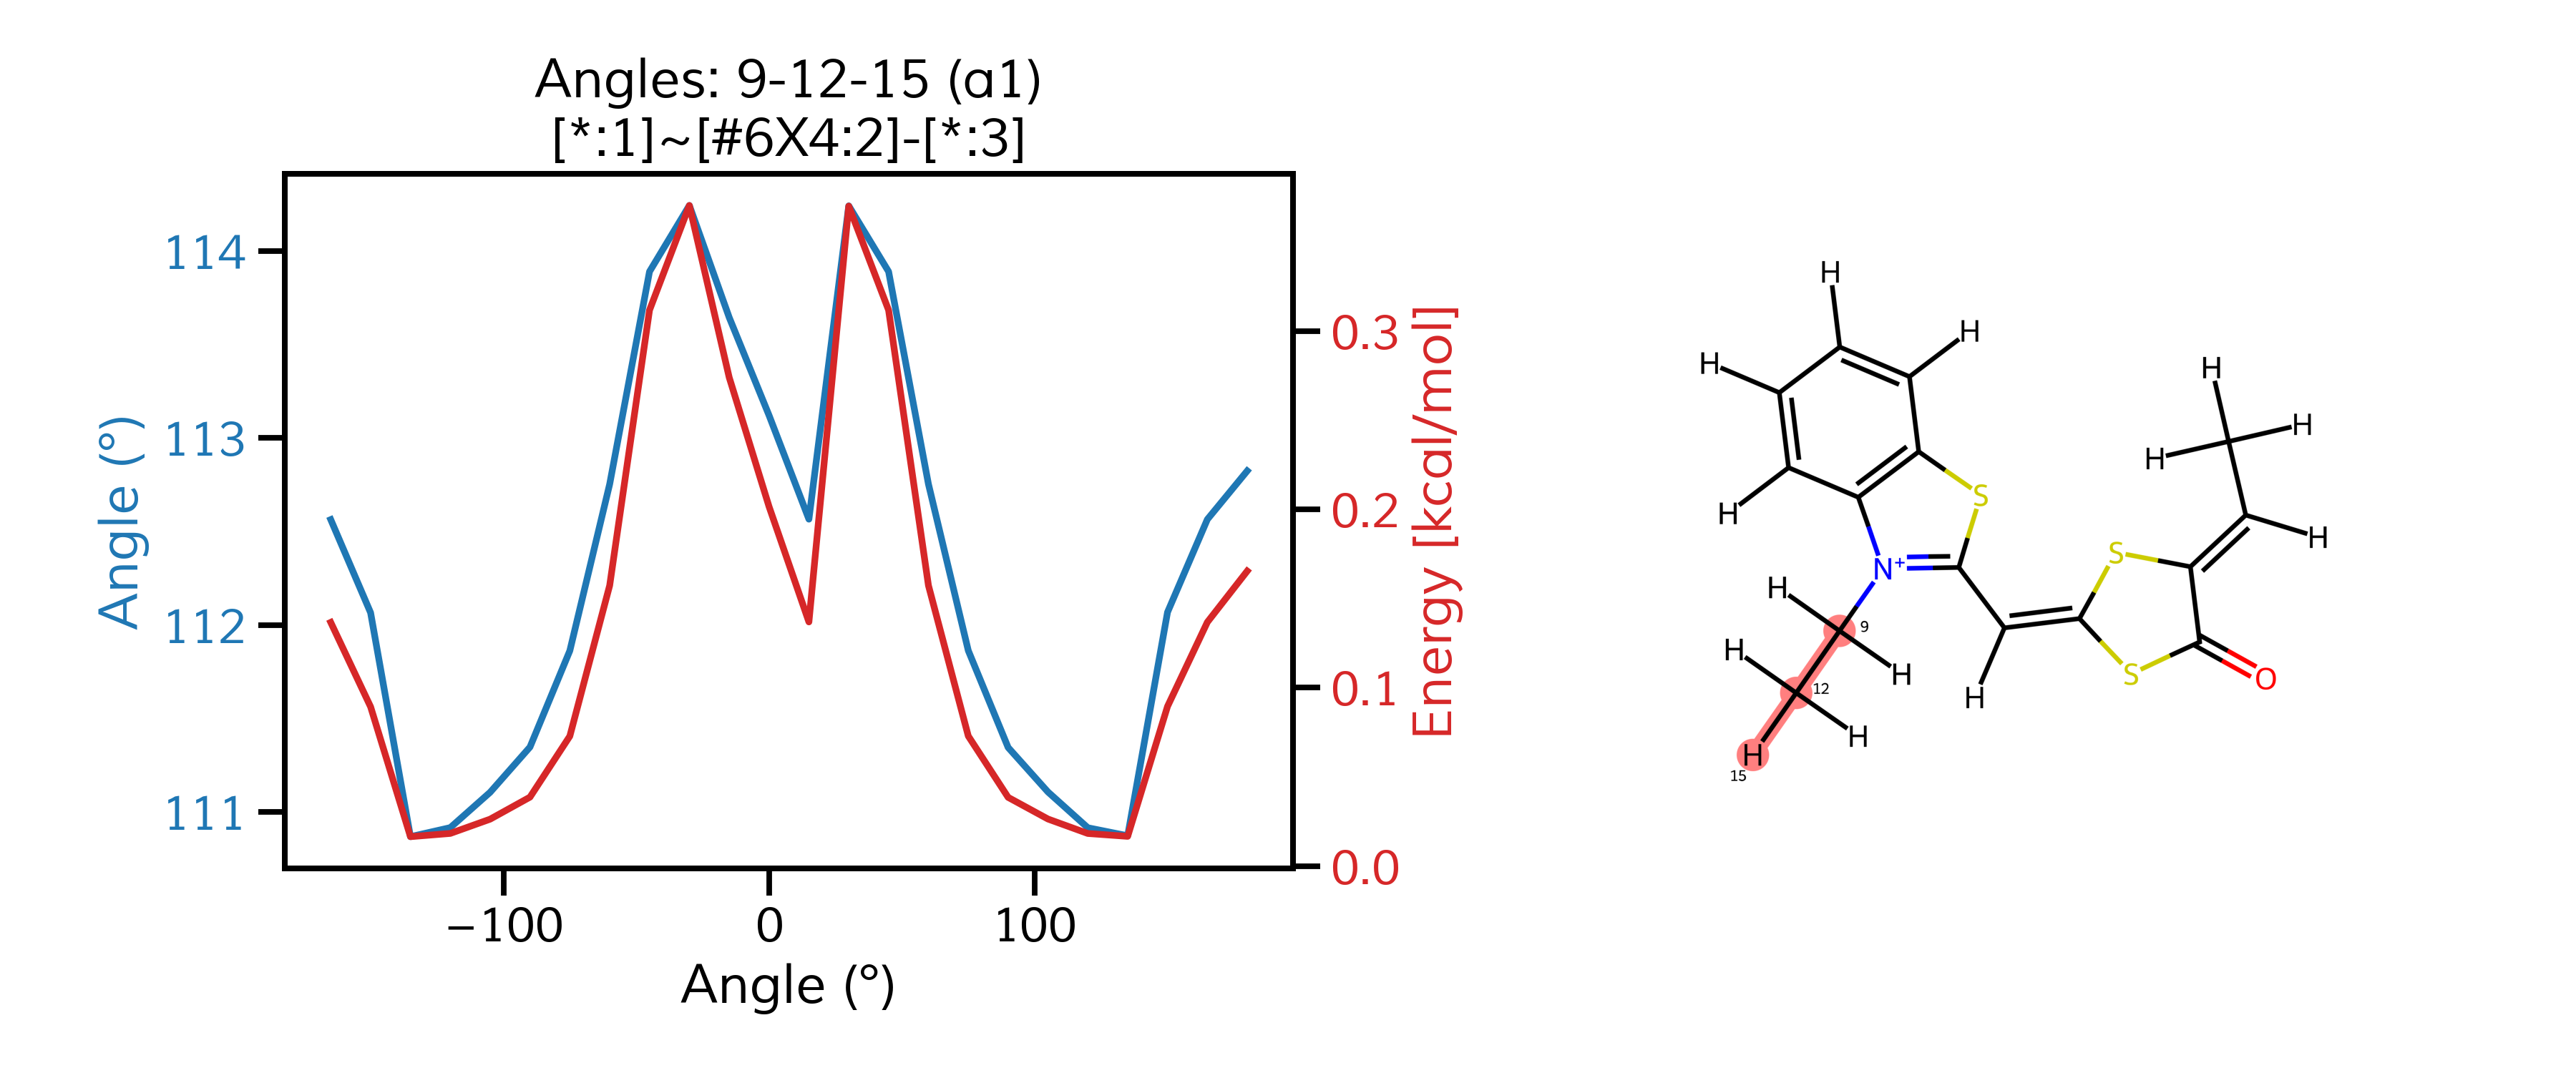 Angles: 9-12-15 (a1)
[*:1]~[#6X4:2]-[*:3]
114
113
112
111
Angle (°)
0.3
0.2
0.1
0.0
Energy [kcal/mol]
−100
0
100
Angle (°)
H
H
H
H
H
H
H
S
H
S
N+
H
9
H
H
S
O
H
12
H
H
15